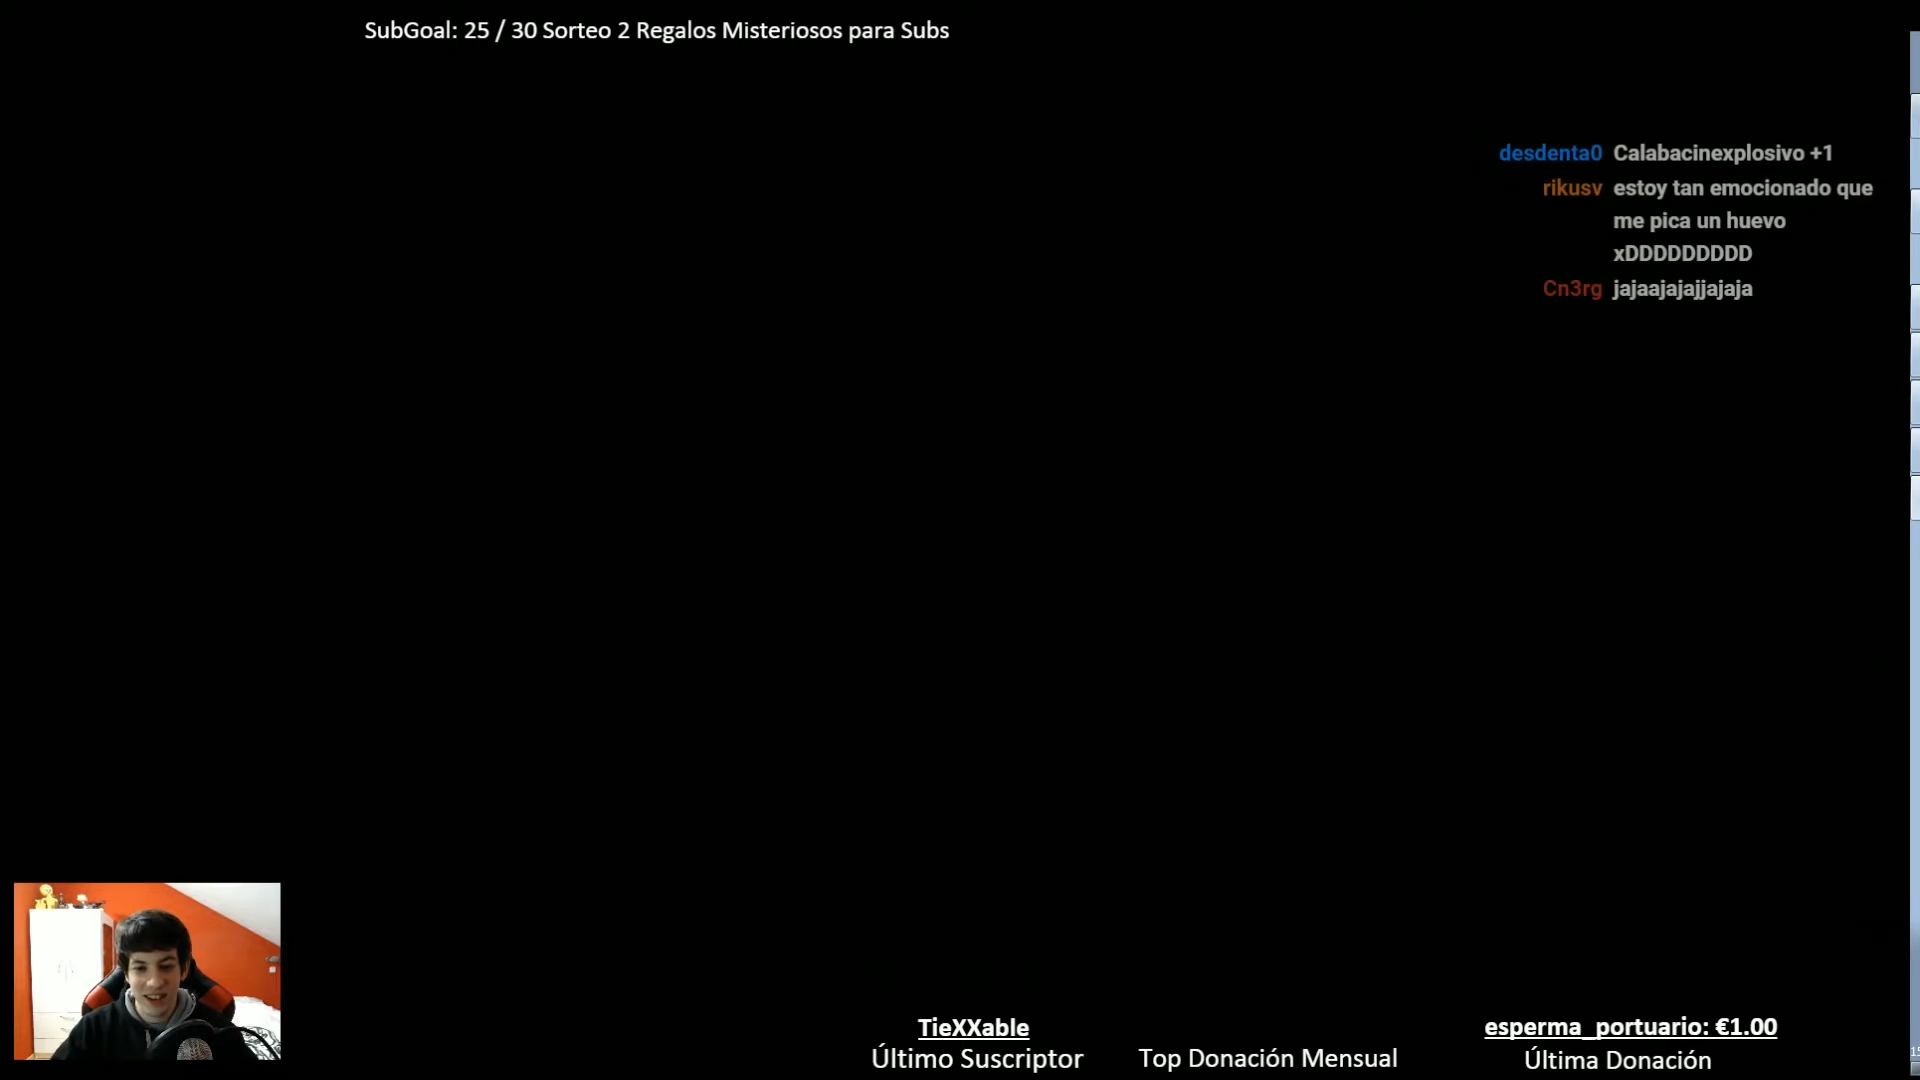 SubGoal: 25 / 30 Sorteo 2 Regalos Misteriosos para Subs
desdenta0 Calabacinexplosivo +1
rikusv estoy tan emocionado que
me pica un huevo
xDDDDDDDDD
Cn3rg jajaajajajjajaja
TieXXable
Último Suscriptor
Top Donación Mensual
esperma_portuario: €1.00
Última Donación